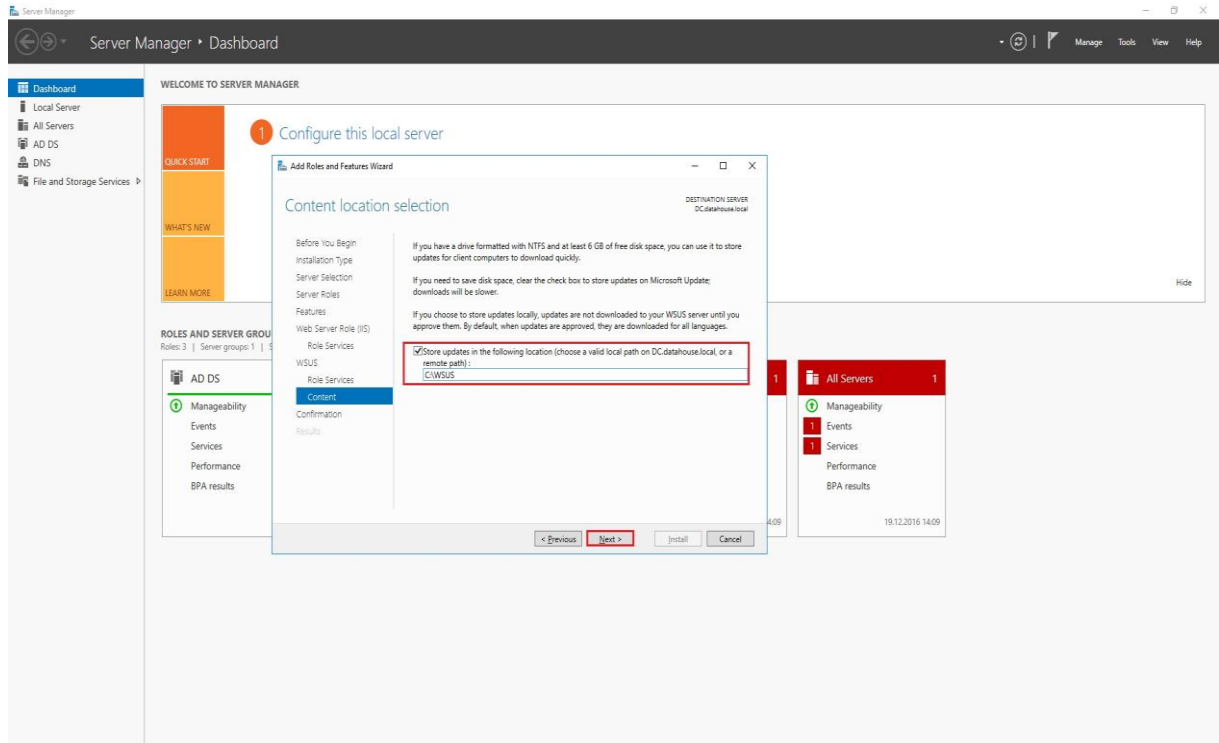 Server Manager
Server Manager • Dashboard
Manage Tools View Help
Dashboard
Local Server
All Servers
AD DS
DNS
File and Storage Services
WELCOME TO SERVER MANAGER
QUICK START
WHAT'S NEW
LEARN MORE
1 Configure this local server
Hide
ROLES AND SERVER GROU
Roles: 3 | Server groups: 1 | S
AD DS
Manageability
Events
Services
Performance
BPA results
Add Roles and Features Wizard
Content location selection
DESTINATION SERVER
DC.datahouse.local
Before You Begin
Installation Type
Server Selection
Server Roles
Features
Web Server Role (IIS)
Role Services
WSUS
Role Services
Content
Confirmation
Results
If you have a drive formatted with NTFS and at least 6 GB of free disk space, you can use it to store
updates for client computers to download quickly.
If you need to save disk space, clear the check box to store updates on Microsoft Update;
downloads will be slower.
If you choose to store updates locally, updates are not downloaded to your WSUS server until you
approve them. By default, when updates are approved, they are downloaded for all languages.
Store updates in the following location (choose a valid local path on DC.datahouse.local, or a
remote path) :
C:\WSUS
< Previous Next > Install Cancel
1
4:09
All Servers 1
Manageability
1 Events
1 Services
Performance
BPA results
19.12.2016 14:09